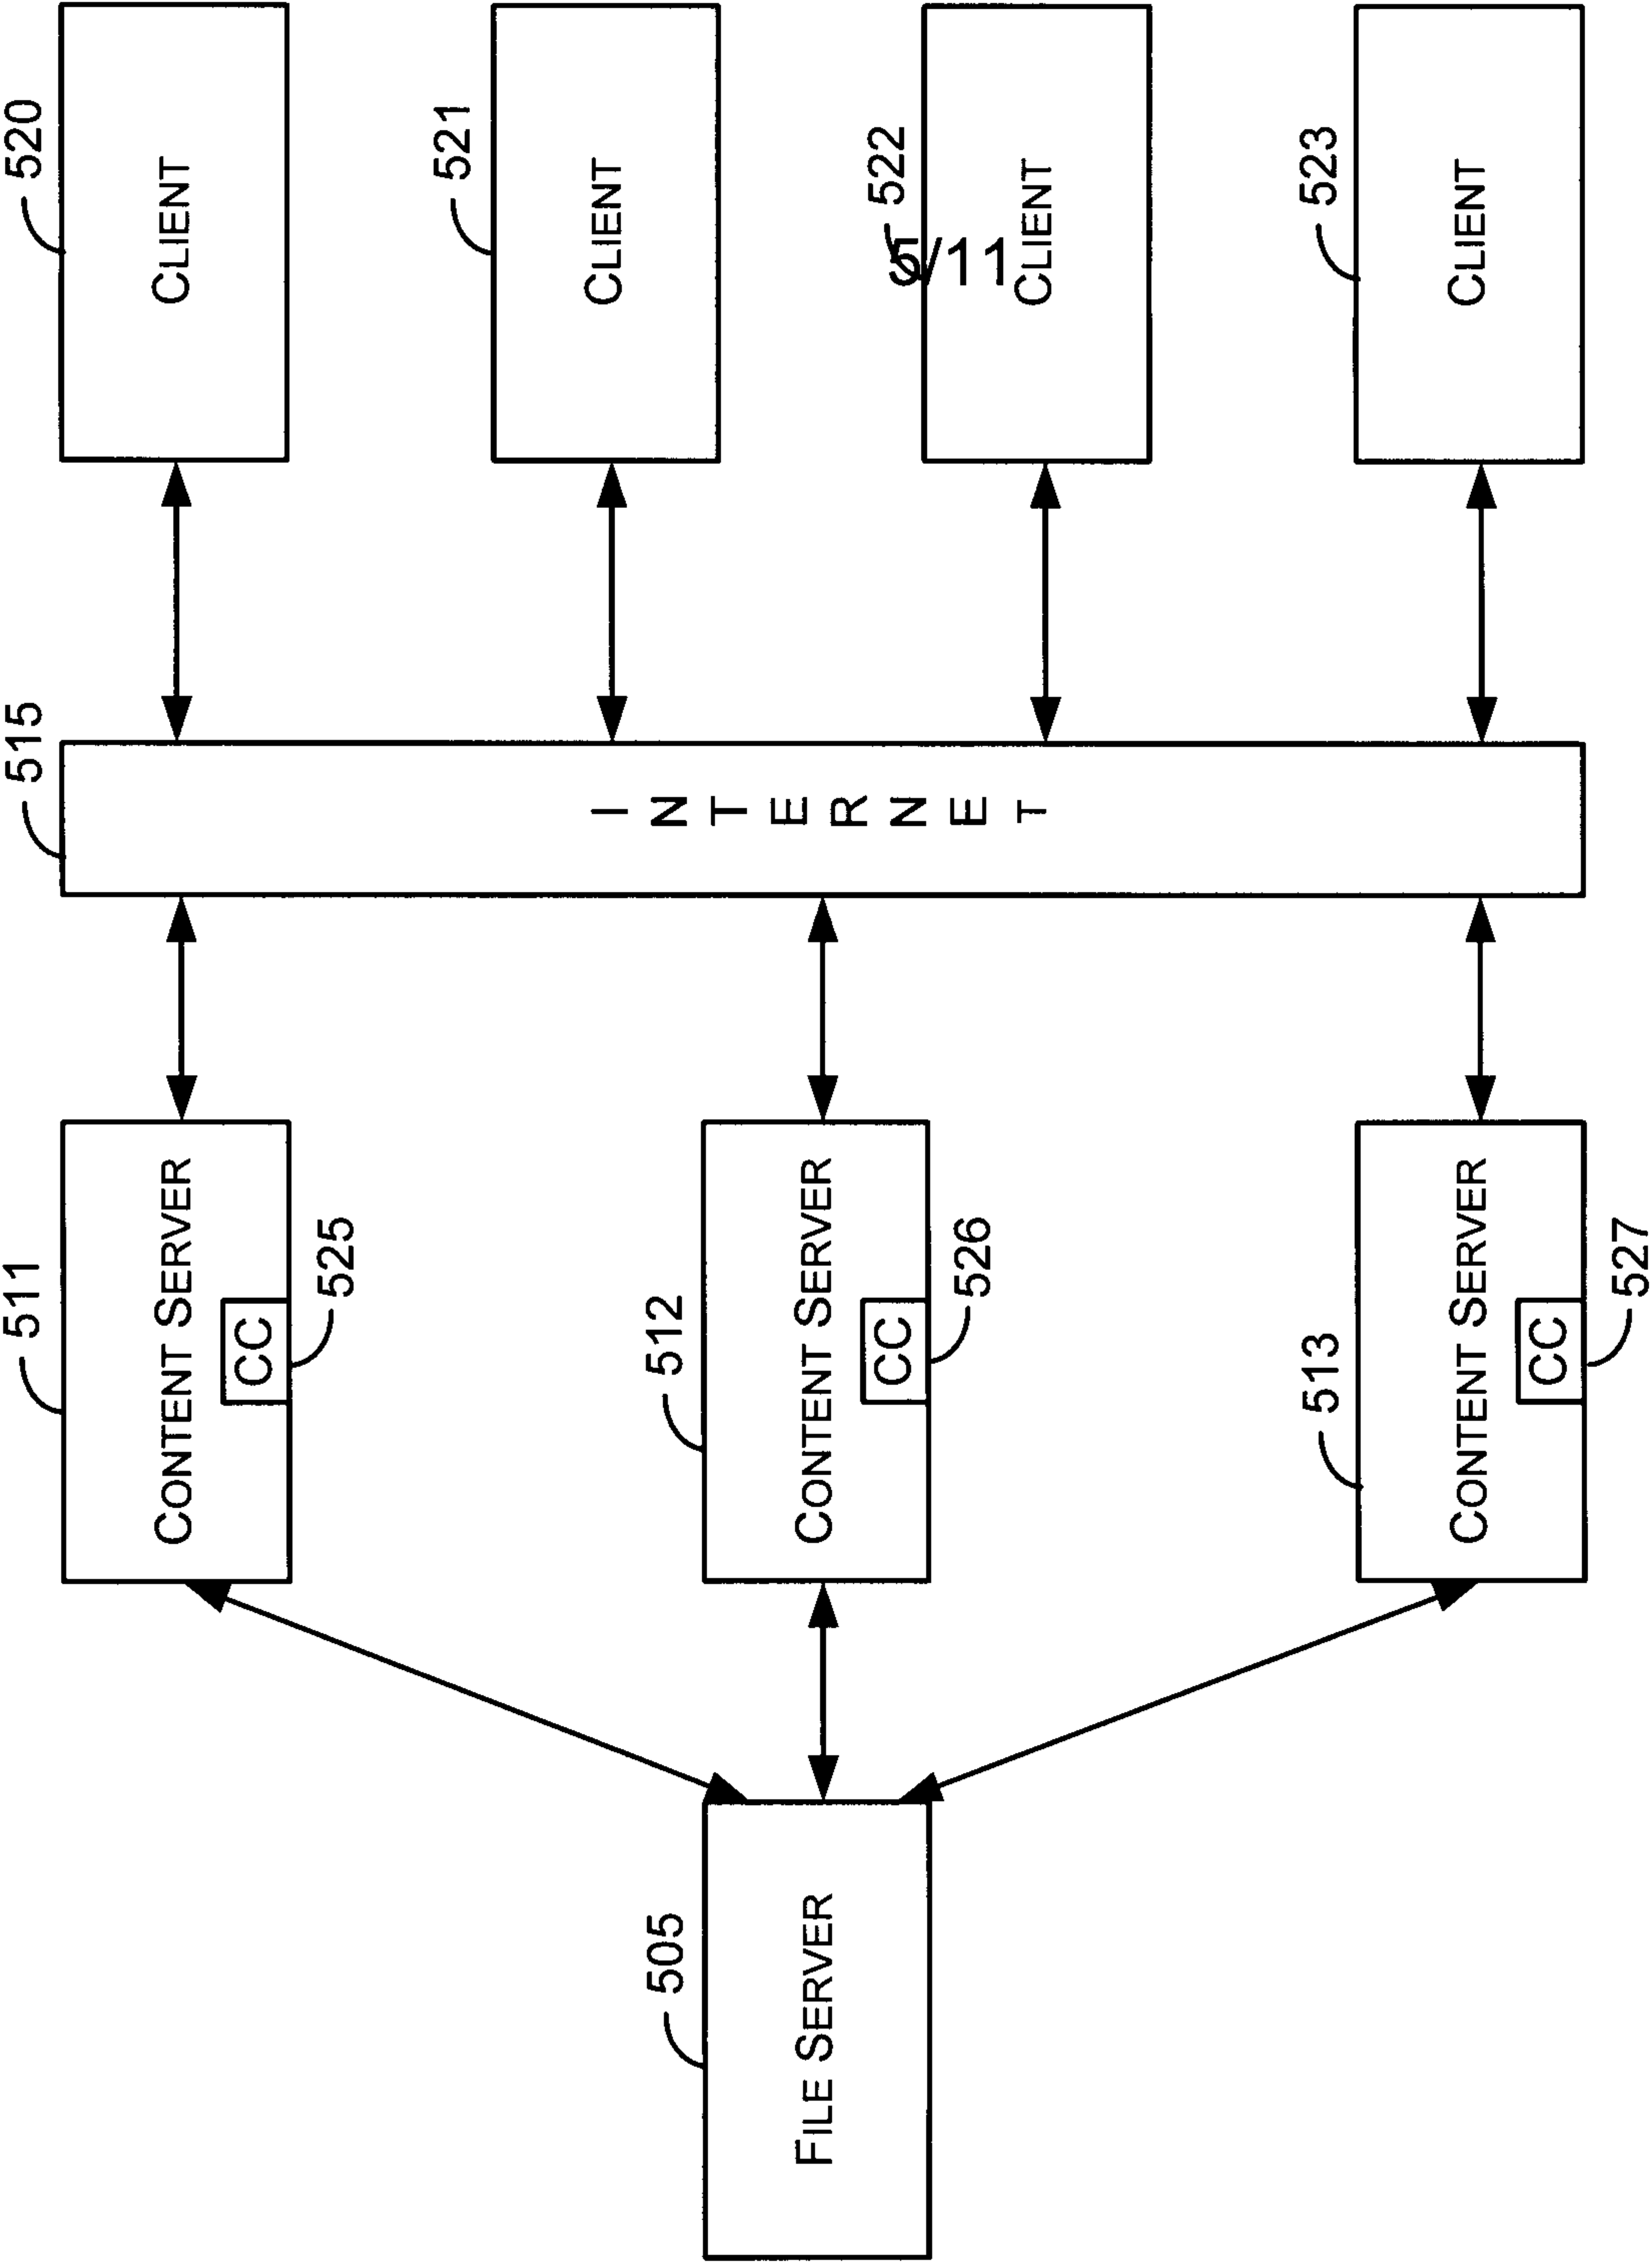 520
CLIENT
521
CLIENT
522
5/11
CLIENT
523
CLIENT
515
INTERNET
511
CONTENT SERVER
CC
525
512
CONTENT SERVER
CC
526
513
CONTENT SERVER
CC
527
505
FILE SERVER